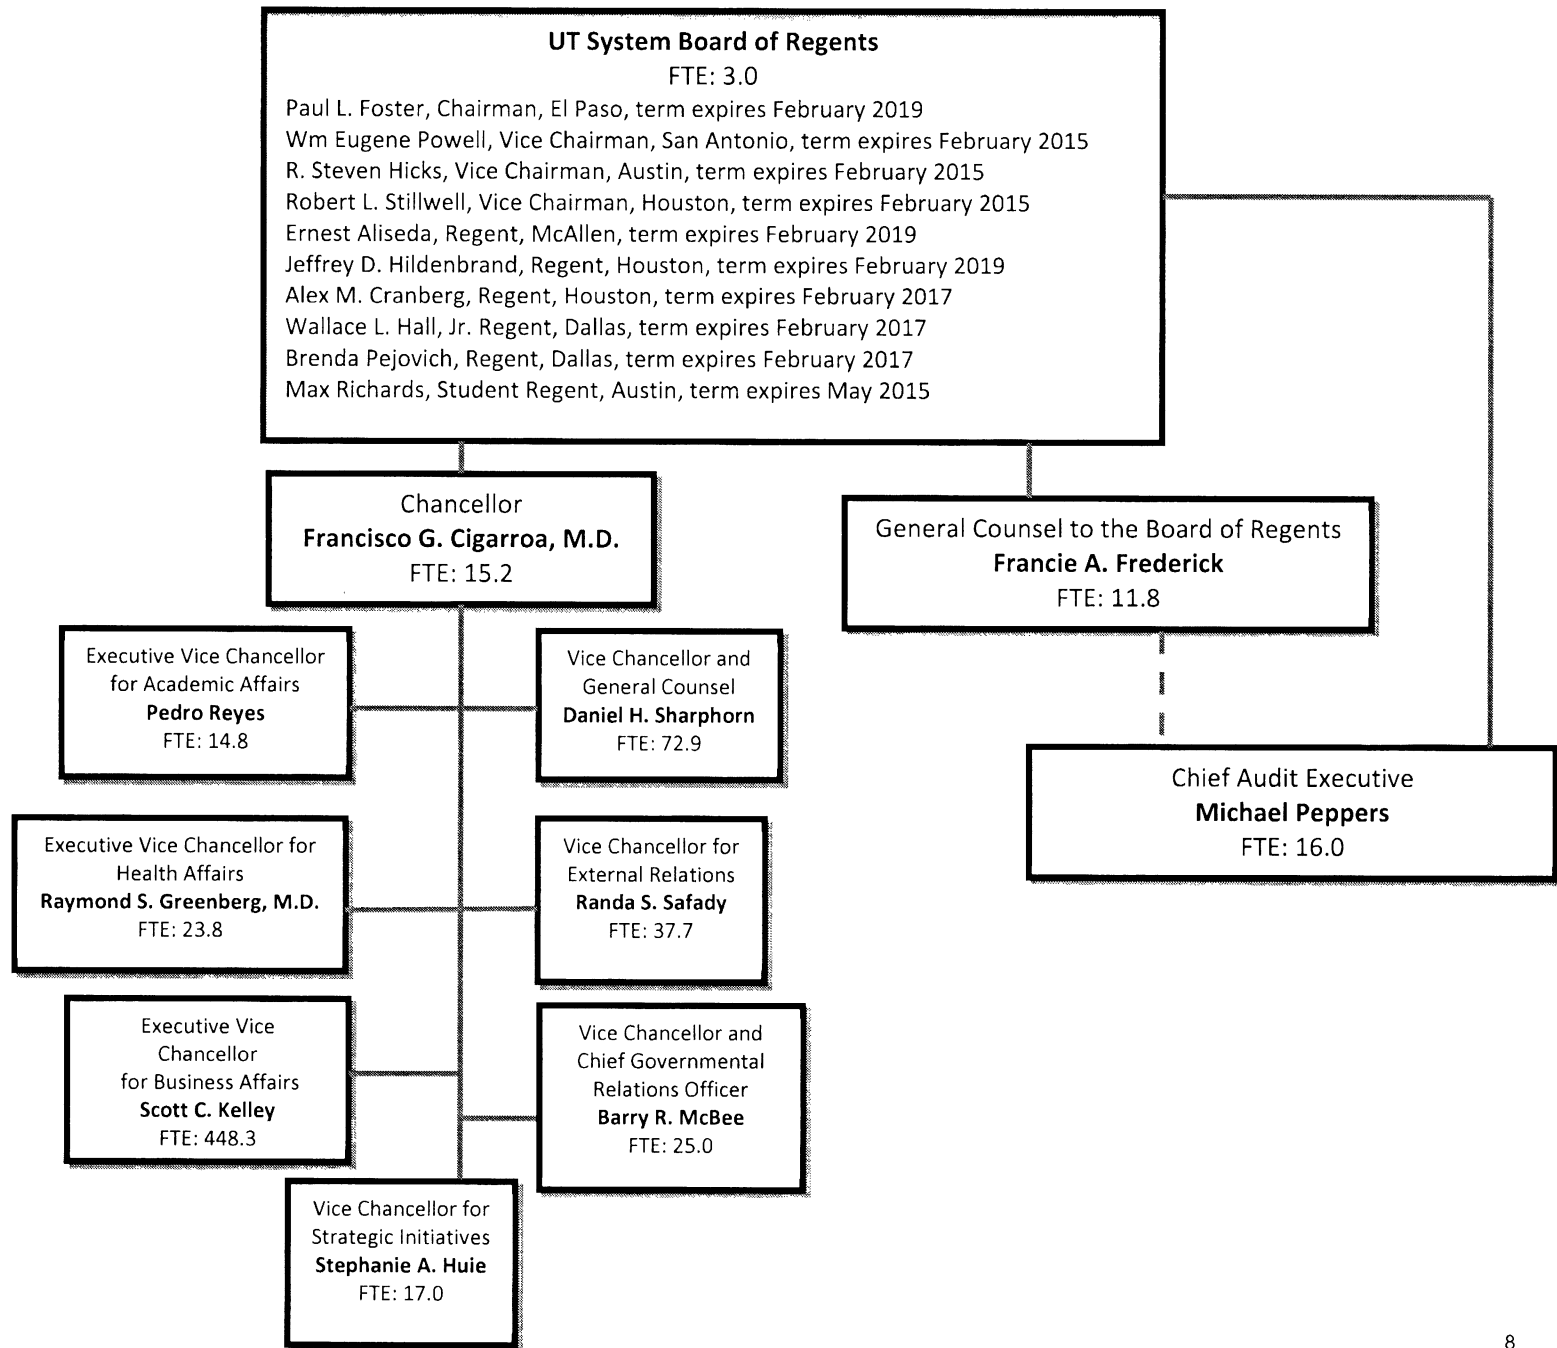 UT System Board of Regents
FTE: 3.0
Paul L. Foster, Chairman, El Paso, term expires February 2019
Wm Eugene Powell, Vice Chairman, San Antonio, term expires February 2015
R. Steven Hicks, Vice Chairman, Austin, term expires February 2015
Robert L. Stillwell, Vice Chairman, Houston, term expires February 2015
Ernest Aliseda, Regent, McAllen, term expires February 2019
Jeffrey D. Hildenbrand, Regent, Houston, term expires February 2019
Alex M. Cranberg, Regent, Houston, term expires February 2017
Wallace L. Hall, Jr. Regent, Dallas, term expires February 2017
Brenda Pejovich, Regent, Dallas, term expires February 2017
Max Richards, Student Regent, Austin, term expires May 2015
Chancellor
Francisco G. Cigarroa, M.D.
FTE: 15.2
General Counsel to the Board of Regents
Francie A. Frederick
FTE: 11.8
Executive Vice Chancellor
for Academic Affairs
Pedro Reyes
FTE: 14.8
Vice Chancellor and
General Counsel
Daniel H. Sharphorn
FTE: 72.9
Chief Audit Executive
Michael Peppers
FTE: 16.0
Executive Vice Chancellor for
Health Affairs
Raymond S. Greenberg, M.D.
FTE: 23.8
Vice Chancellor for
External Relations
Randa S. Safady
FTE: 37.7
Executive Vice
Chancellor
for Business Affairs
Scott C. Kelley
FTE: 448.3
Vice Chancellor and
Chief Governmental
Relations Officer
Barry R. McBee
FTE: 25.0
Vice Chancellor for
Strategic Initiatives
Stephanie A. Huie
FTE: 17.0
8